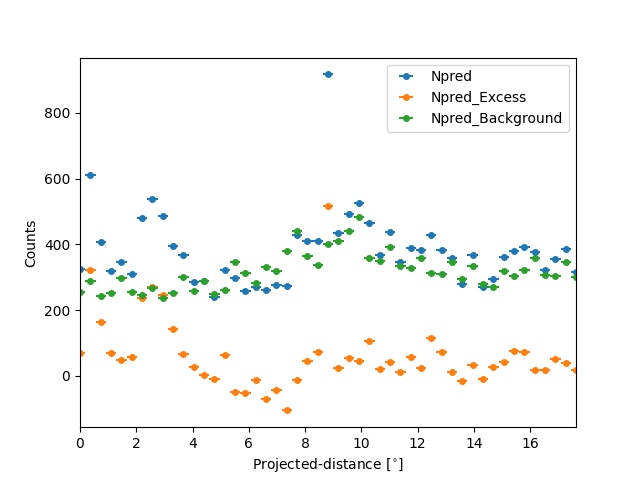 Npred
Npred_Excess
Npred_Background
Counts
800
600
400
200
0
0 2 4 6 8 10 12 14 16
Projected-distance [°]